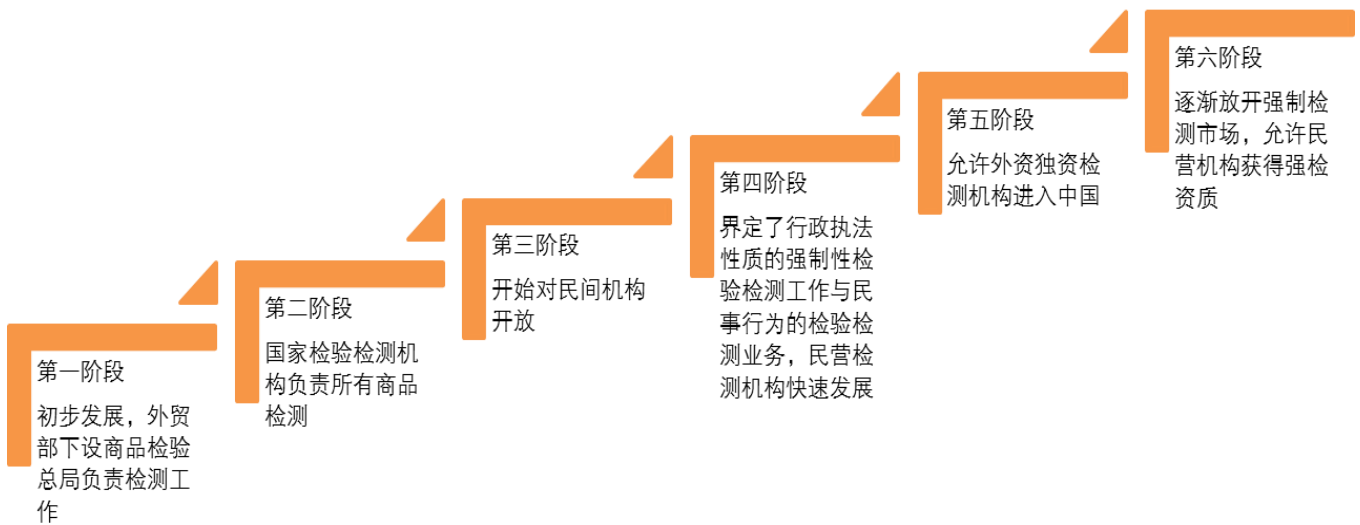 第一阶段
初步发展，外贸
部下设商品检验
总局负责检测工
作
第二阶段
国家检验检测机
构负责所有商品
检测
第三阶段
开始对民间机构
开放
第四阶段
界定了行政执法
性质的强制性检
验检测工作与民
事行为的检验检
测业务，民营检
测机构快速发展
第五阶段
允许外资独资检
测机构进入中国
第六阶段
逐渐放开强制检
测市场，允许民
营机构获得强检
资质